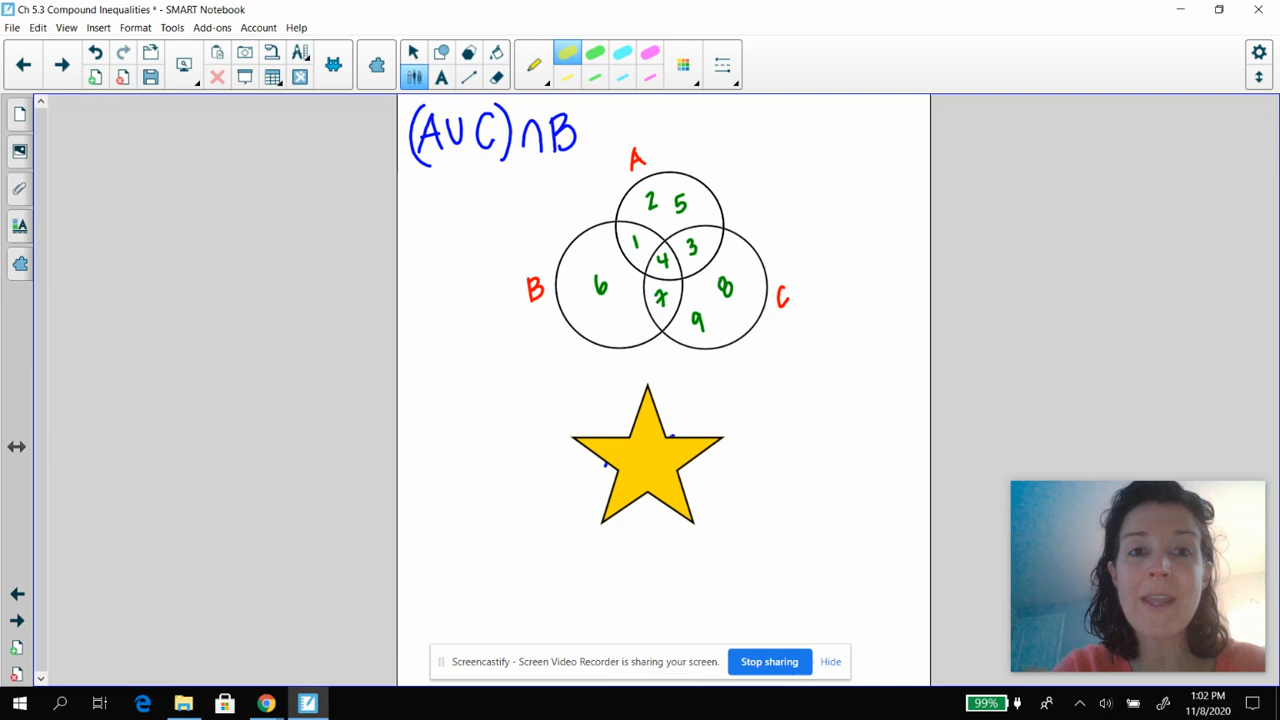 Ch 5.3 Compound Inequalities * - SMART Notebook
File Edit View Insert Format Tools Add-ons Account Help
(A∪C)∩B
A
2 5
1 3
4
B 6 7 8 C
9
Screencastify - Screen Video Recorder is sharing your screen. Stop sharing Hide
99% 1:02 PM
11/8/2020